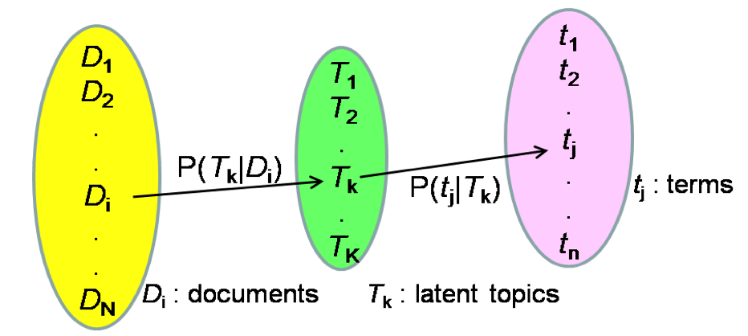 D1
D2
.
.
Di
.
.
DN
P(Tk|Di)
T1
T2
.
Tk
.
TK
P(tj|Tk)
t1
t2
.
tj
.
.
tn
tj : terms
Di : documents
Tk : latent topics